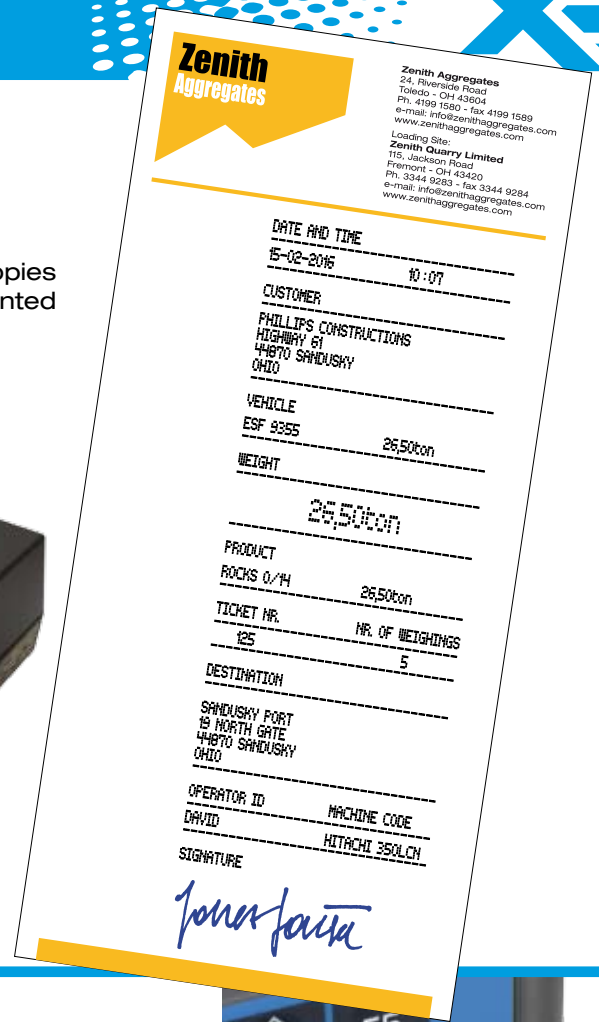 opies
nted
Zenith
Aggregates
Zenith Aggregates
24, Riverside Road
Toledo - OH 43604
Ph. 4199 1580 - fax 4199 1589
e-mail: info@zenithaggregates.com
www.zenithaggregates.com
Loading Site:
Zenith Quarry Limited
115, Jackson Road
Fremont - OH 43420
Ph. 3344 9283 - fax 3344 9284
e-mail: info@zenithaggregates.com
www.zenithaggregates.com
DATE AND TIME
15-02-2016 10:07
CUSTOMER
PHILLIPS CONSTRUCTIONS
HIGHWAY 61
44870 SANDUSKY
OHIO
VEHICLE
ESF 9355 26,50ton
WEIGHT
26,50ton
PRODUCT
ROCKS 0/14 26,50ton
TICKET NR. NR. OF WEIGHINGS
125 5
DESTINATION
SANDUSKY PORT
19 NORTH GATE
44870 SANDUSKY
OHIO
OPERATOR ID MACHINE CODE
DAVID HITACHI 350LCN
SIGNATURE